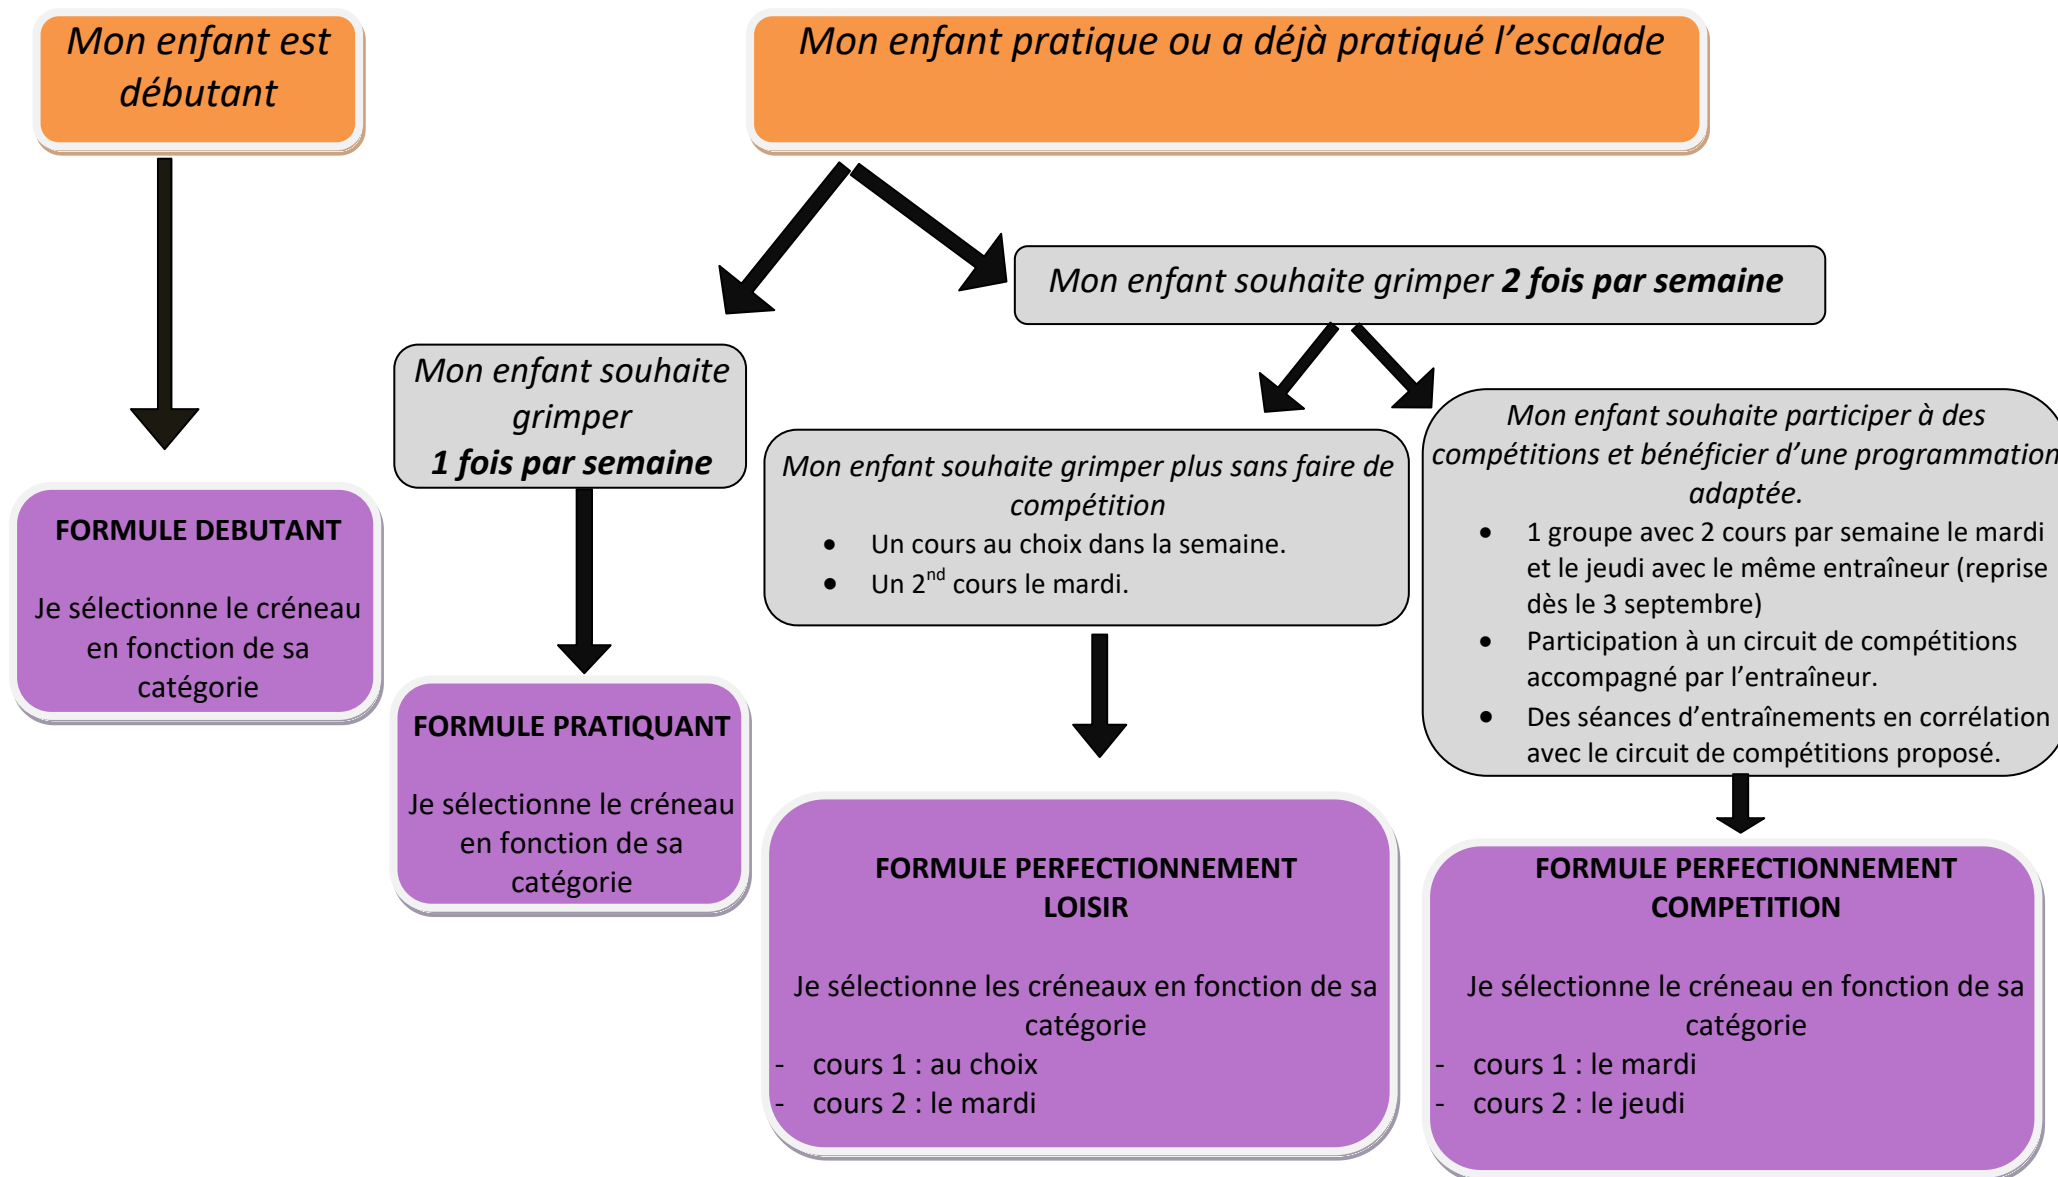 Mon enfant est
débutant
Mon enfant pratique ou a déjà pratiqué l’escalade
Mon enfant souhaite grimper 2 fois par semaine
Mon enfant souhaite
grimper
1 fois par semaine
Mon enfant souhaite grimper plus sans faire de
compétition
• Un cours au choix dans la semaine.
• Un 2nd cours le mardi.
Mon enfant souhaite participer à des
compétitions et bénéficier d’une programmation
adaptée.
• 1 groupe avec 2 cours par semaine le mardi
et le jeudi avec le même entraîneur (reprise
dès le 3 septembre)
• Participation à un circuit de compétitions
accompagné par l’entraîneur.
• Des séances d’entraînements en corrélation
avec le circuit de compétitions proposé.
FORMULE DEBUTANT
Je sélectionne le créneau
en fonction de sa
catégorie
FORMULE PRATIQUANT
Je sélectionne le créneau
en fonction de sa
catégorie
FORMULE PERFECTIONNEMENT
LOISIR
Je sélectionne les créneaux en fonction de sa
catégorie
- cours 1 : au choix
- cours 2 : le mardi
FORMULE PERFECTIONNEMENT
COMPETITION
Je sélectionne le créneau en fonction de sa
catégorie
- cours 1 : le mardi
- cours 2 : le jeudi